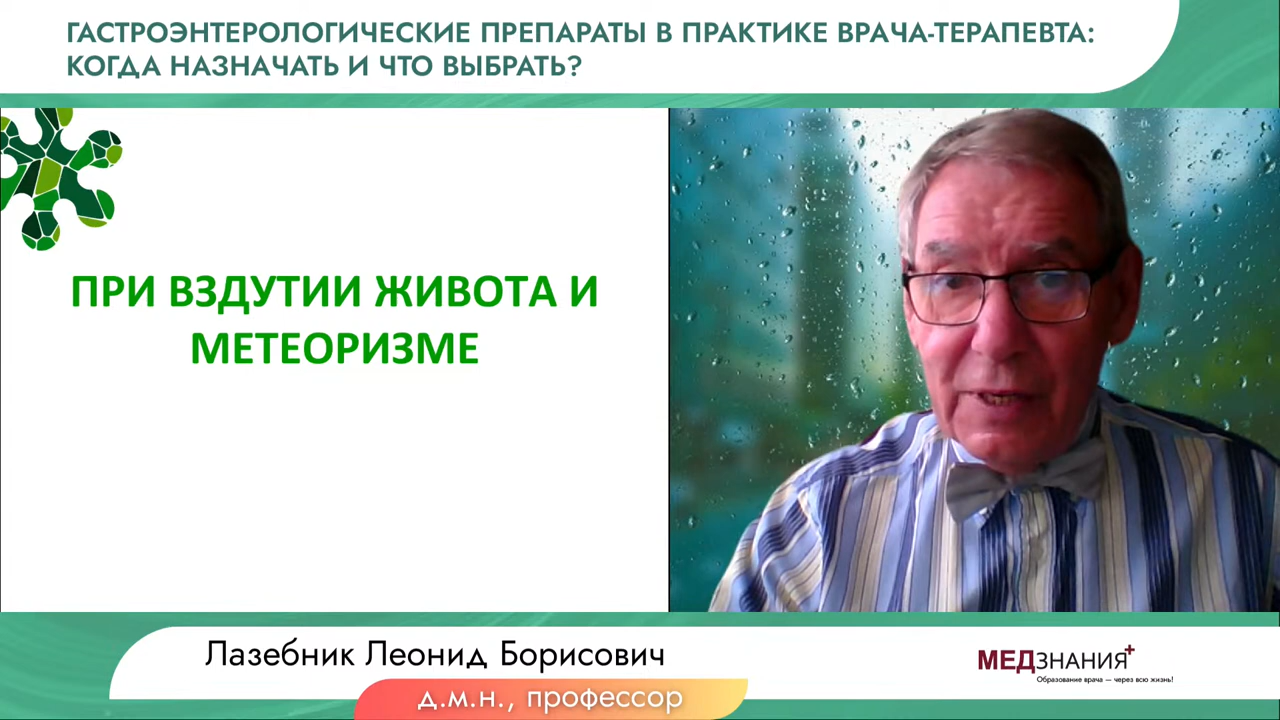 ГАСТРОЭНТЕРОЛОГИЧЕСКИЕ ПРЕПАРАТЫ В ПРАКТИКЕ ВРАЧА-ТЕРАПЕВТА:
КОГДА НАЗНАЧАТЬ И ЧТО ВЫБРАТЬ?
ПРИ ВЗДУТИИ ЖИВОТА И
МЕТЕОРИЗМЕ
Лазебник Леонид Борисович
д.м.н., профессор
МЕДЗНАНИЯ+
Образование врача — через всю жизнь!